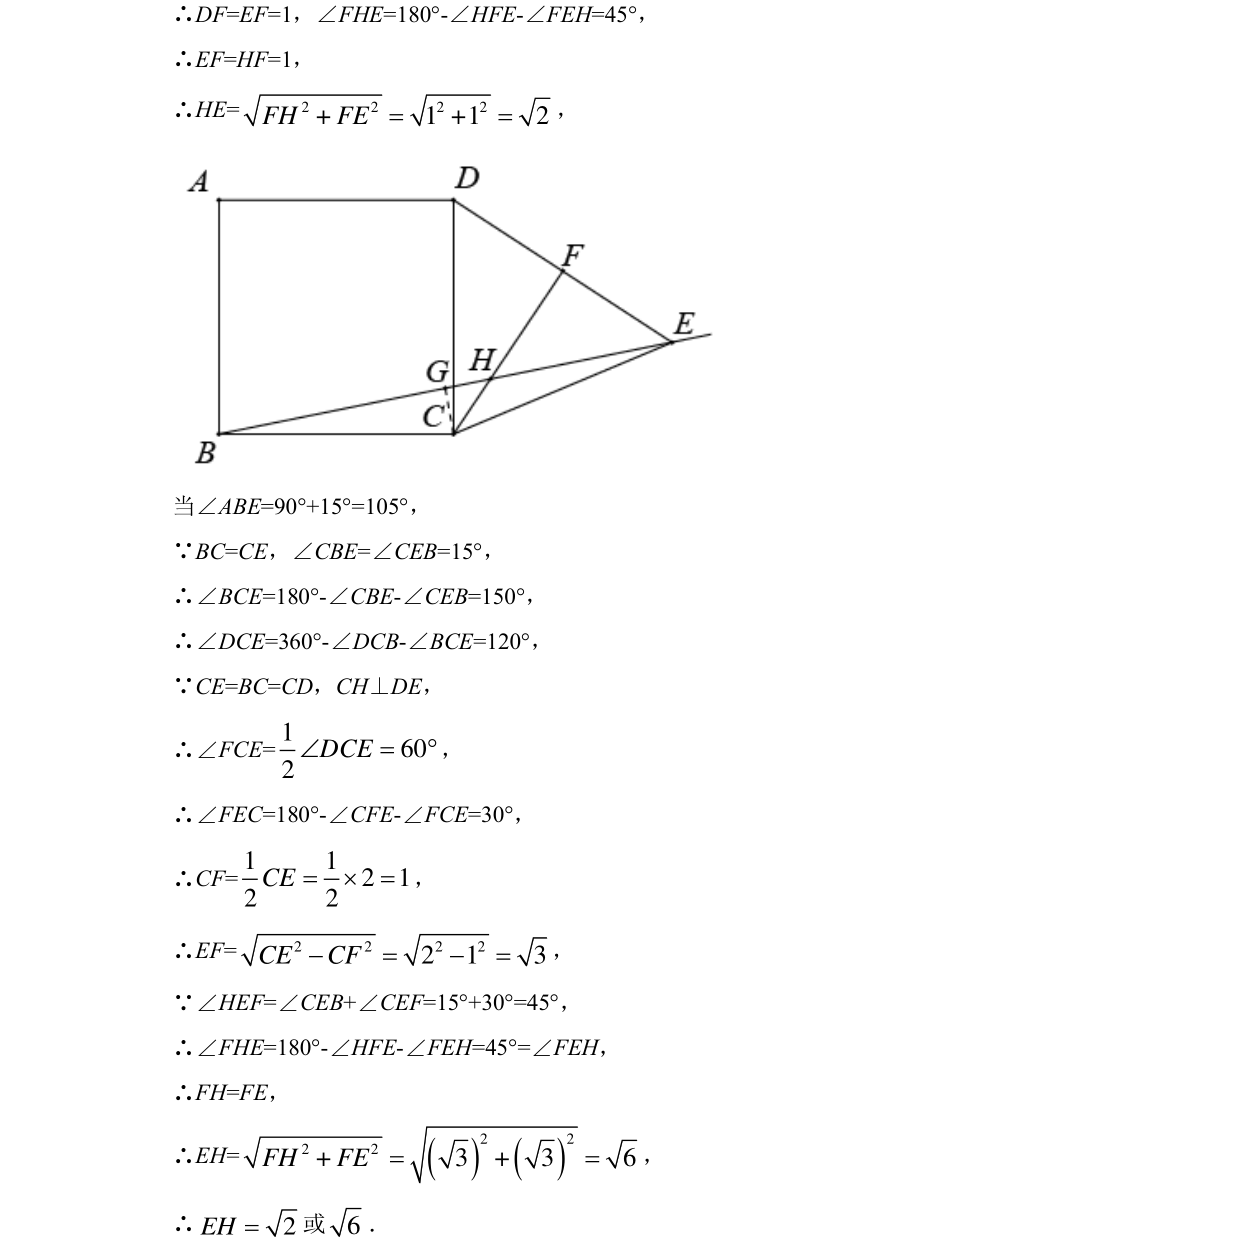 ∴DF=EF=1，∠FHE=180°-∠HFE-∠FEH=45°，
∴EF=HF=1，
∴HE=√(FH²+FE²)=√(1²+1²)=√2，
A
D
F
E
H
G
C
B
当∠ABE=90°+15°=105°，
∵BC=CE，∠CBE=∠CEB=15°，
∴∠BCE=180°-∠CBE-∠CEB=150°，
∴∠DCE=360°-∠DCB-∠BCE=120°，
∵CE=BC=CD，CH⊥DE，
∴∠FCE=1/2∠DCE=60°，
∴∠FEC=180°-∠CFE-∠FCE=30°，
∴CF=1/2CE=1/2×2=1，
∴EF=√(CE²-CF²)=√(2²-1²)=√3，
∵∠HEF=∠CEB+∠CEF=15°+30°=45°，
∴∠FHE=180°-∠HFE-∠FEH=45°=∠FEH，
∴FH=FE，
∴EH=√(FH²+FE²)=√((√3)²+(√3)²)=√6，
∴EH=√2或√6．